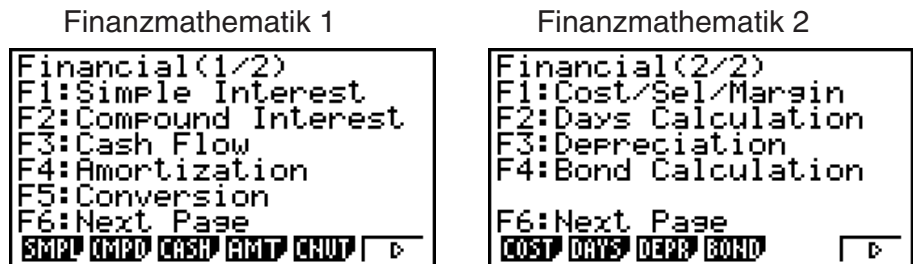 Finanzmathematik 1
Financial(1/2)
F1:Simple Interest
F2:Compound Interest
F3:Cash Flow
F4:Amortization
F5:Conversion
F6:Next Page
SMPL CMPD CASH AMT CNVT ▷
Finanzmathematik 2
Financial(2/2)
F1:Cost/Sel/Margin
F2:Days Calculation
F3:Depreciation
F4:Bond Calculation
F6:Next Page
COST DAYS DEPR BOND ▷